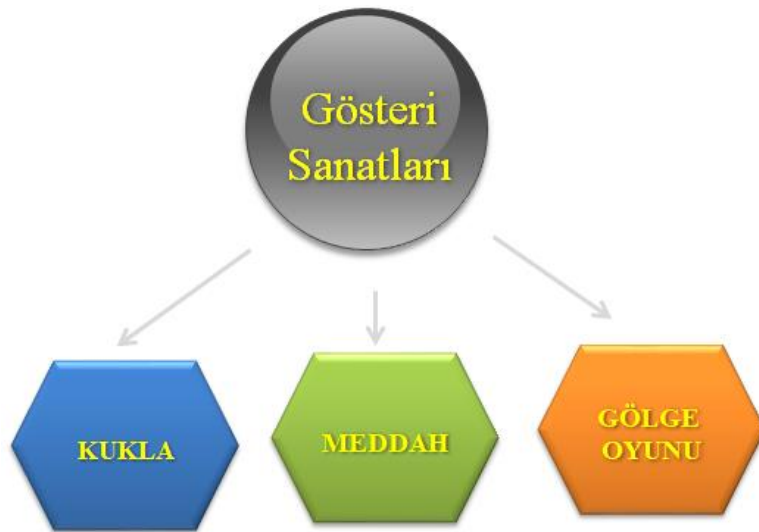 Gösteri
Sanatları
KUKLA
MEDDAH
GÖLGE
OYUNU